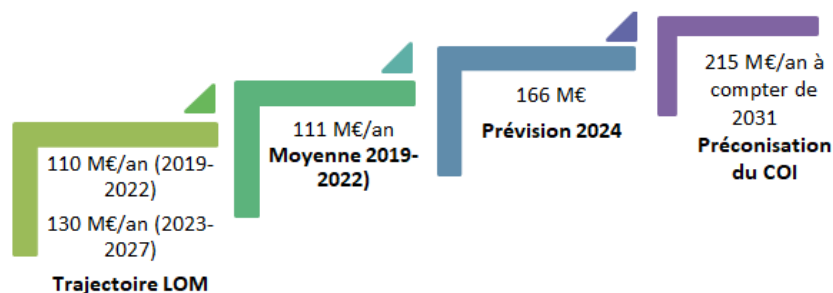 110 M€/an (2019-
2022)
130 M€/an (2023-
2027)
Trajectoire LOM
111 M€/an
Moyenne 2019-
2022)
166 M€
Prévision 2024
215 M€/an à
compter de
2031
Préconisation
du COI